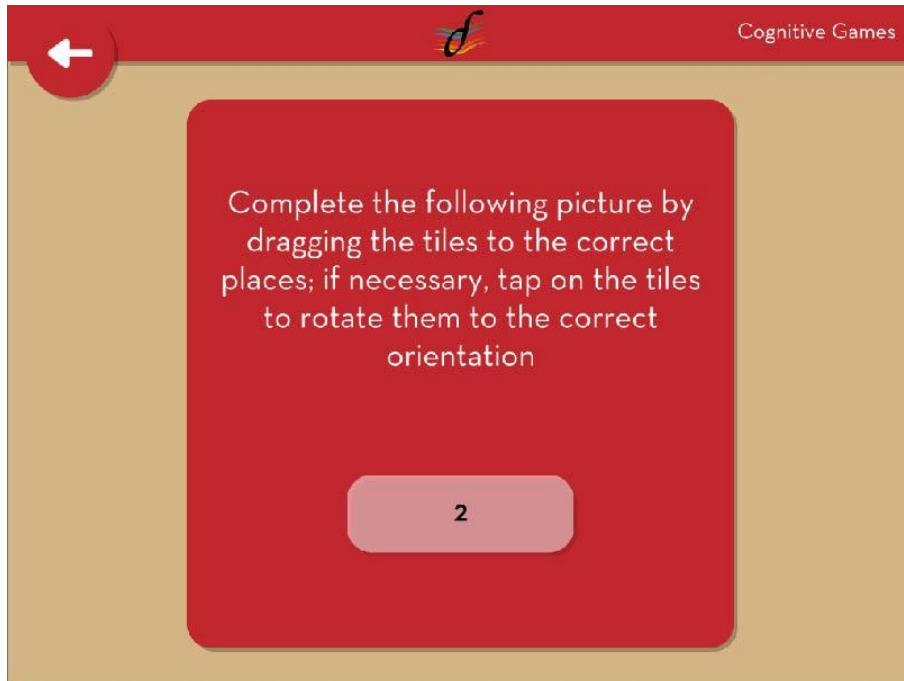 Cognitive Games
Complete the following picture by
dragging the tiles to the correct
places; if necessary, tap on the tiles
to rotate them to the correct
orientation
2